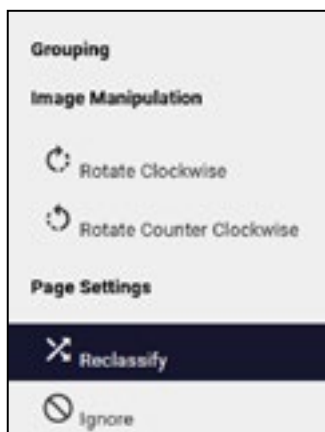 Grouping
Image Manipulation
Rotate Clockwise
Rotate Counter Clockwise
Page Settings
Reclassify
Ignore